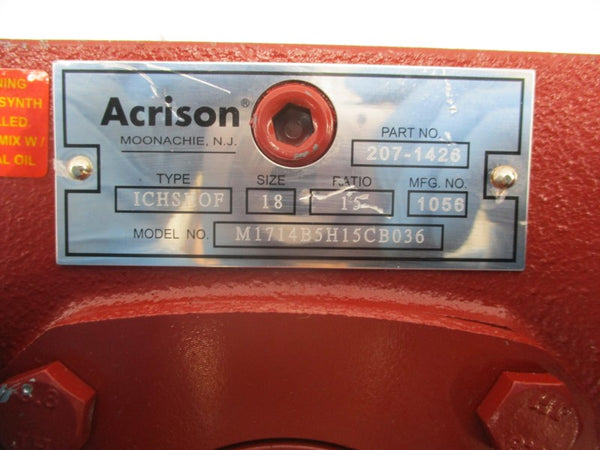 NING
SYNTH
LLED.
MIX W/
AL OIL
Acrison®
MOONACHIE, N.J.
PART NO.
207-1426
TYPE SIZE RATIO MFG. NO.
18 15 1056
MODEL NO. M1714B5H15CB036